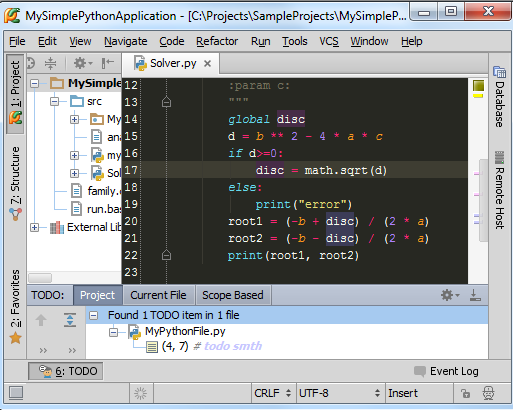 MySimplePythonApplication - [C:\Projects\SampleProjects\MySimpleP...
File Edit View Navigate Code Refactor Run Tools VCS Window Help
1: Project
Z: Structure
2: Favorites
MySimple
src
My
ana
my
Sol
family.
run.bas
External Lib
Solver.py
12 :param c:
13 """
14 global disc
15 d = b ** 2 - 4 * a * c
16 if d>=0:
17 disc = math.sqrt(d)
18 else:
19 print("error")
20 root1 = (-b + disc) / (2 * a)
21 root2 = (-b - disc) / (2 * a)
22 print(root1, root2)
23
Database
Remote Host
TODO: Project Current File Scope Based
Found 1 TODO item in 1 file
MyPythonFile.py
(4, 7) # todo smth
6: TODO Event Log
CRLF UTF-8 Insert